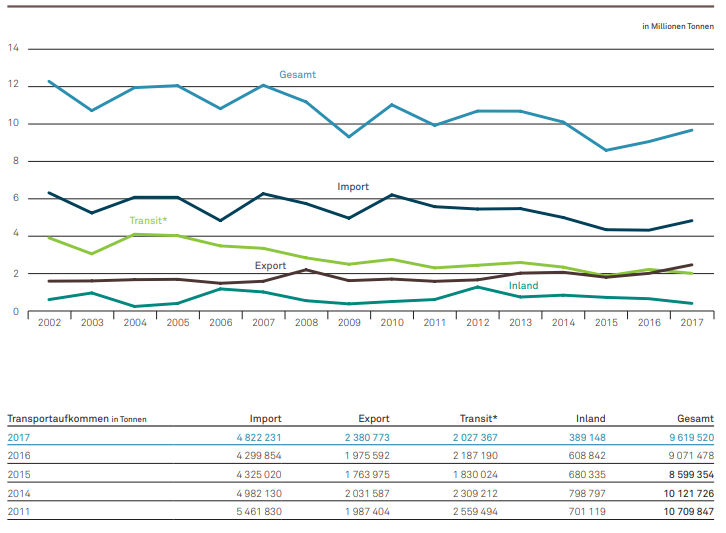 in Millionen Tonnen
14
Gesamt
12
10
8
Import
6
Transit*
4
Export
2
Inland
0
2002 2003 2004 2005 2006 2007 2008 2009 2010 2011 2012 2013 2014 2015 2016 2017
Transportaufkommen in Tonnen Import Export Transit* Inland Gesamt
2017 4 822 231 2 380 773 2 027 367 389 148 9 619 520
2016 4 299 854 1 975 592 2 187 190 608 842 9 071 478
2015 4 325 020 1 763 975 1 830 024 680 335 8 599 354
2014 4 982 130 2 031 587 2 309 212 798 797 10 121 726
2011 5 461 830 1 987 404 2 559 494 701 119 10 709 847